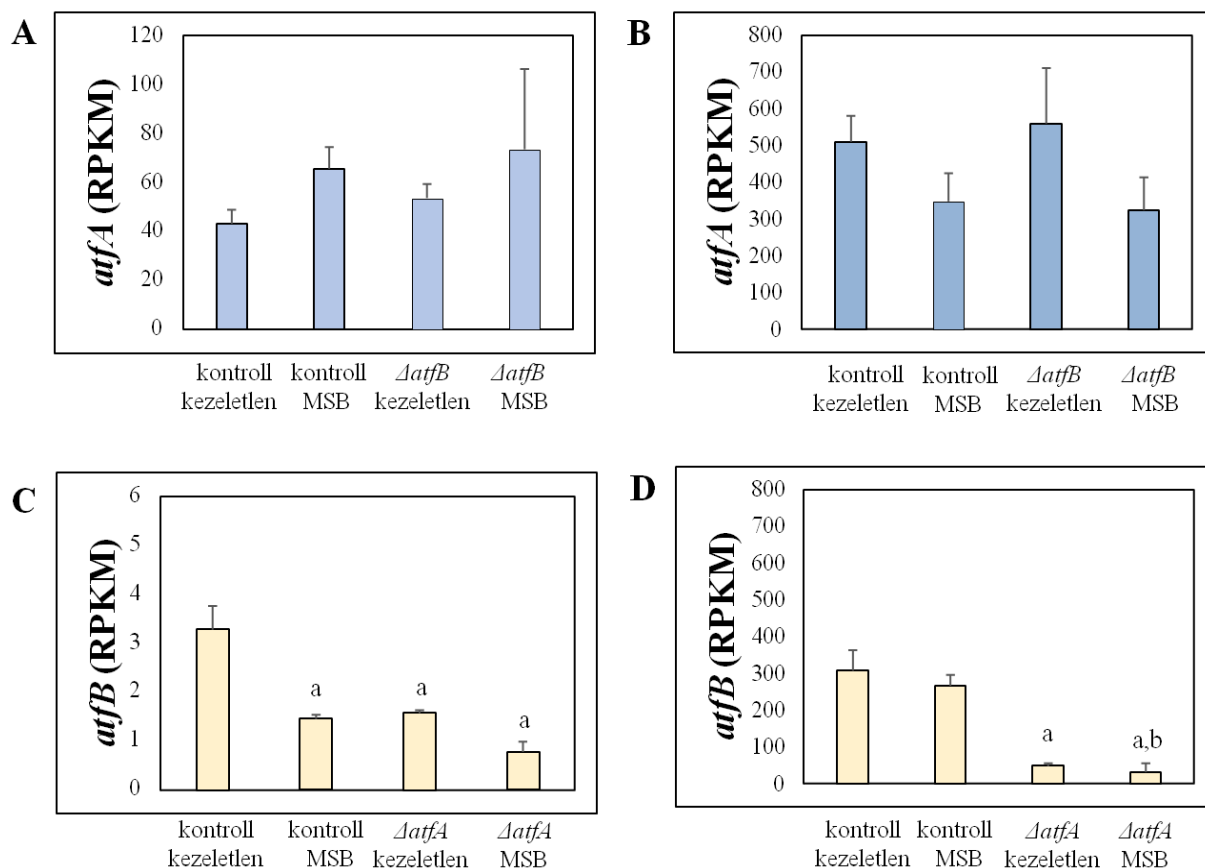 A
atfA (RPKM)
120
100
80
60
40
20
0
kontroll kontroll ΔatfB ΔatfB
kezeletlen MSB kezeletlen MSB
B
atfA (RPKM)
800
700
600
500
400
300
200
100
0
kontroll kontroll ΔatfB ΔatfB
kezeletlen MSB kezeletlen MSB
C
atfB (RPKM)
6
5
4
3
2
1
0
a a a
kontroll kontroll ΔatfA ΔatfA
kezeletlen MSB kezeletlen MSB
D
atfB (RPKM)
800
700
600
500
400
300
200
100
0
a a,b
kontroll kontroll ΔatfA ΔatfA
kezeletlen MSB kezeletlen MSB